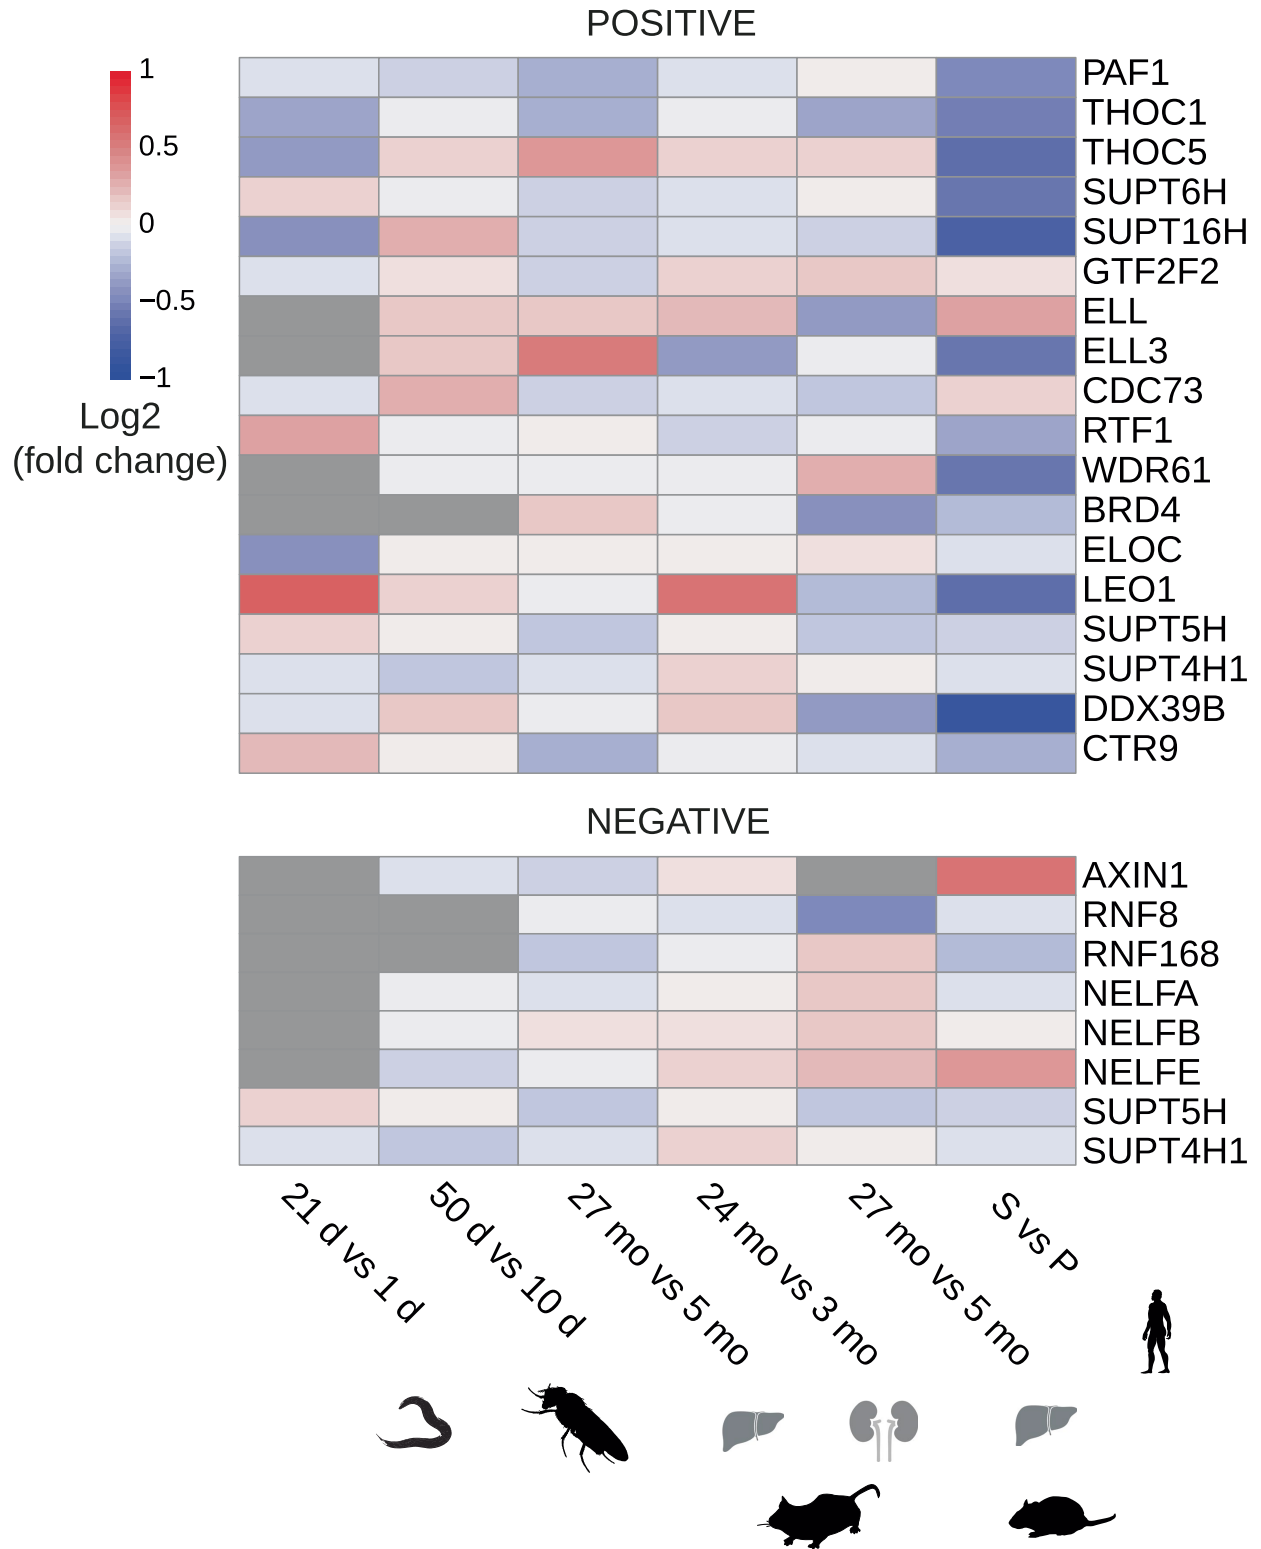 POSITIVE
1
0.5
0
−0.5
−1
Log2
(fold change)
PAF1
THOC1
THOC5
SUPT6H
SUPT16H
GTF2F2
ELL
ELL3
CDC73
RTF1
WDR61
BRD4
ELOC
LEO1
SUPT5H
SUPT4H1
DDX39B
CTR9
NEGATIVE
AXIN1
RNF8
RNF168
NELFA
NELFB
NELFE
SUPT5H
SUPT4H1
21 d vs 1 d
50 d vs 10 d
27 mo vs 5 mo
24 mo vs 3 mo
27 mo vs 5 mo
S vs P